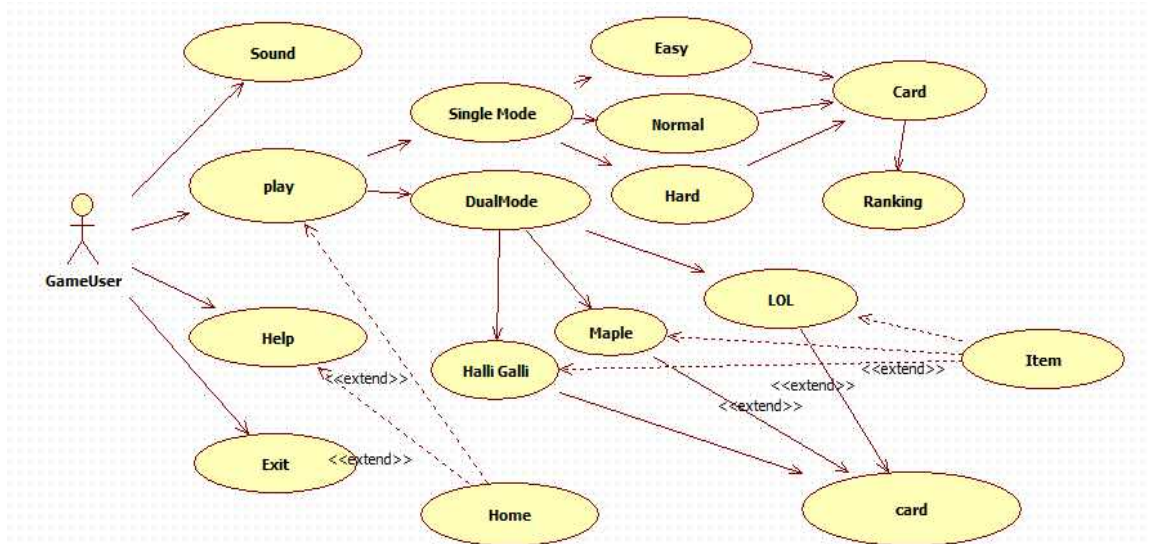 Sound
Easy
Card
Single Mode
Normal
play
DualMode
Hard
Ranking
GameUser
LOL
Help
Maple
Item
Halli Galli
<<extend>>
<<extend>>
<<extend>>
<<extend>>
Exit
<<extend>>
Home
card